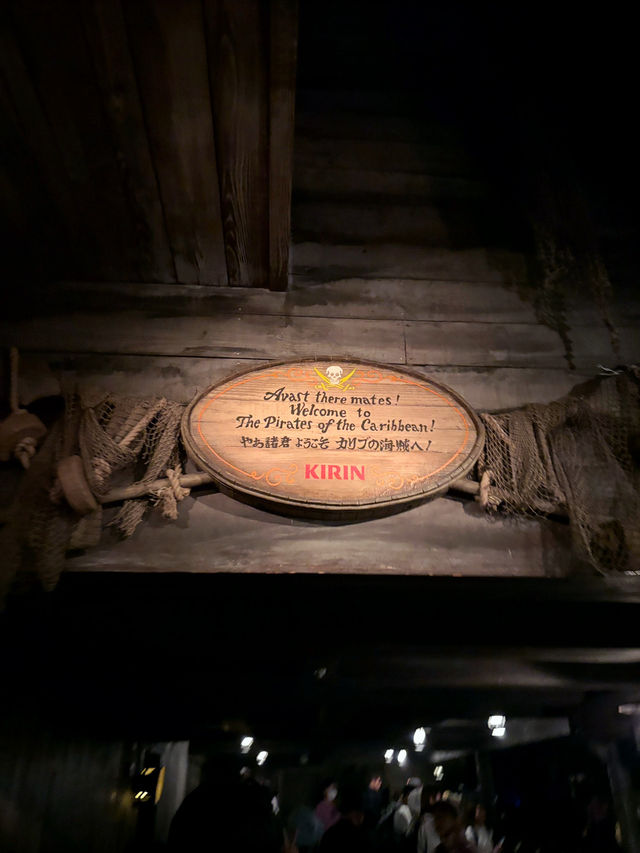 Avast there mates!
Welcome to
The Pirates of the Caribbean!
やあ諸君 ようこそ カリブの海賊へ!
KIRIN